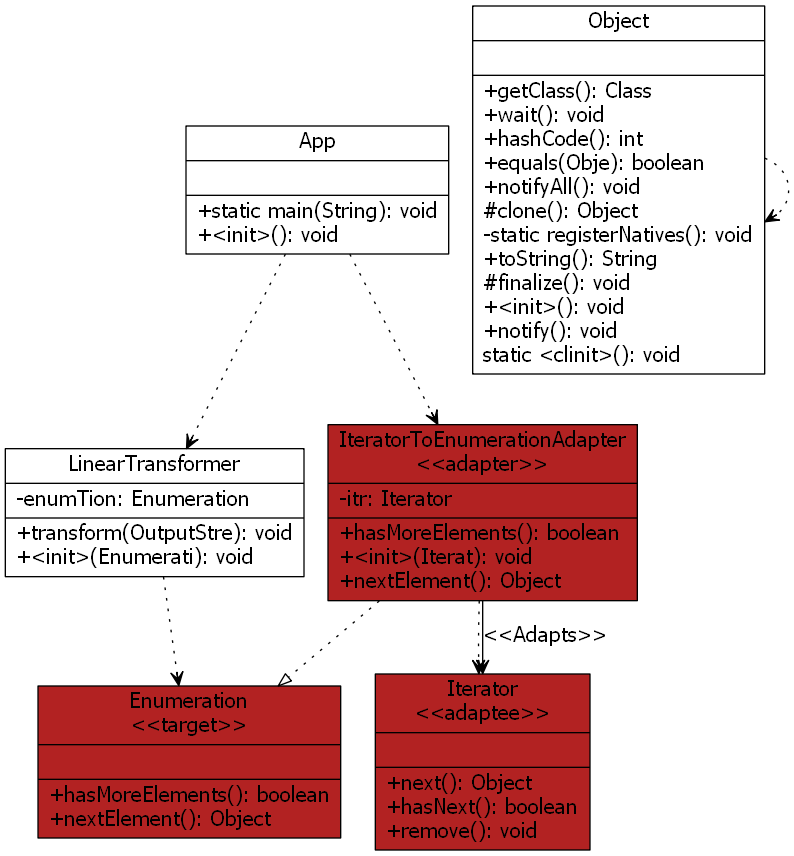 Object
+getClass(): Class
+wait(): void
+hashCode(): int
+equals(Obje): boolean
+notifyAll(): void
#clone(): Object
-static registerNatives(): void
+toString(): String
#finalize(): void
+<init>(): void
+notify(): void
static <clinit>(): void
App
+static main(String): void
+<init>(): void
LinearTransformer
-enumTion: Enumeration
+transform(OutputStre): void
+<init>(Enumerati): void
IteratorToEnumerationAdapter
<<adapter>>
-itr: Iterator
+hasMoreElements(): boolean
+<init>(Iterat): void
+nextElement(): Object
<<Adapts>>
Enumeration
<<target>>
+hasMoreElements(): boolean
+nextElement(): Object
Iterator
<<adaptee>>
+next(): Object
+hasNext(): boolean
+remove(): void